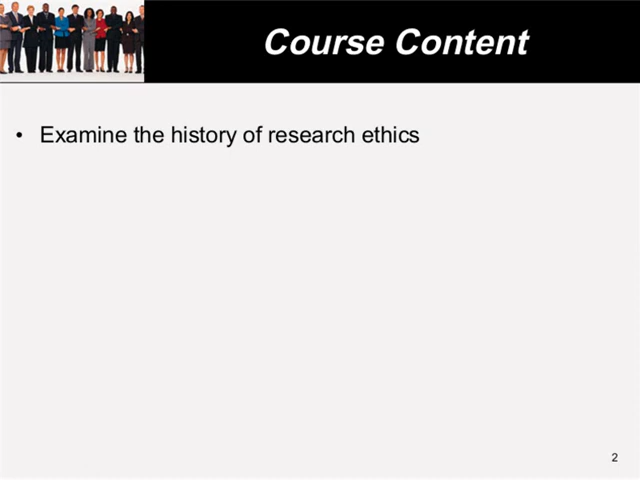 Course Content
• Examine the history of research ethics
2